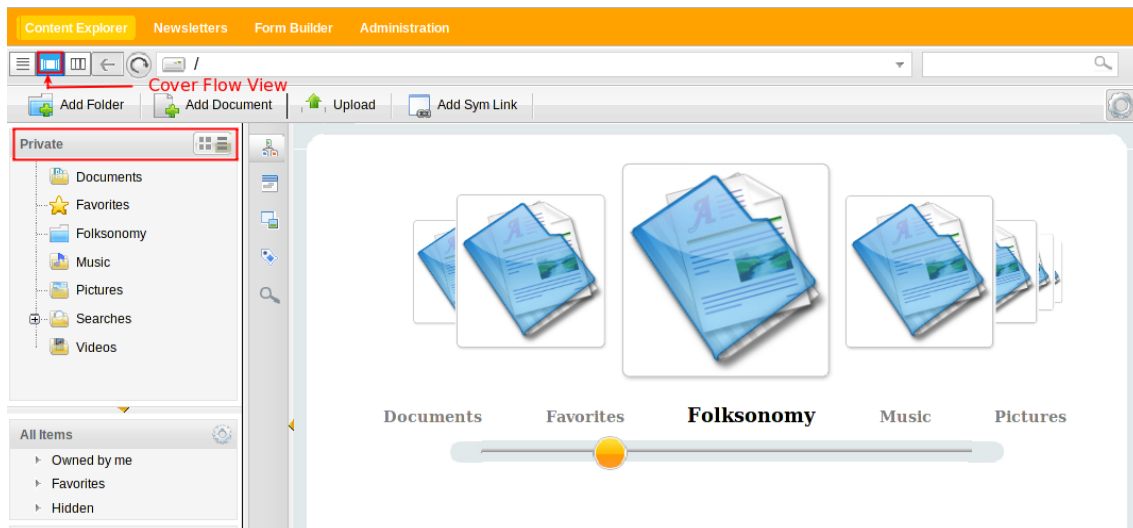 Content Explorer Newsletters Form Builder Administration
/
Cover Flow View
Add Folder Add Document Upload Add Sym Link
Private
Documents
Favorites
Folksonomy
Music
Pictures
Searches
Videos
Documents Favorites Folksonomy Music Pictures
All Items
Owned by me
Favorites
Hidden